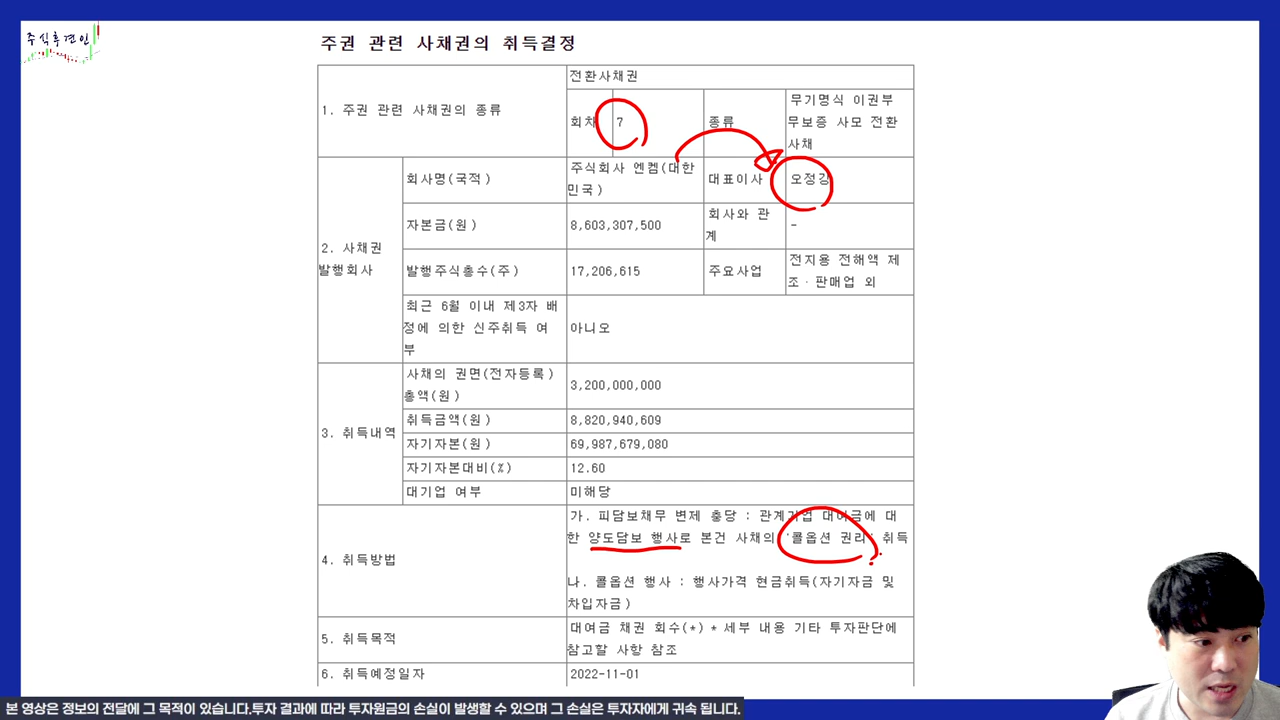 주식후견인
주권 관련 사채권의 취득결정
1. 주권 관련 사채권의 종류
전환사채권
회차
7
종류
무기명식 이권부
무보증 사모 전환
사채
2. 사채권
발행회사
회사명(국적)
주식회사 엔켐(대한
민국)
대표이사
오정강
자본금(원)
8,603,307,500
회사와 관
계
-
발행주식총수(주)
17,206,615
주요사업
전지용 전해액 제
조·판매업 외
최근 6월 이내 제3자 배
정에 의한 신주취득 여
부
아니오
3. 취득내역
사채의 권면(전자등록)
총액(원)
3,200,000,000
취득금액(원)
8,820,940,609
자기자본(원)
69,987,679,080
자기자본대비(%)
12.60
대기업 여부
미해당
4. 취득방법
가. 피담보채무 변제 충당 : 관계기업 대여금에 대
한 양도담보 행사로 본건 사채의 '콜옵션 권리' 취득
나. 콜옵션 행사 : 행사가격 현금취득(자기자금 및
차입자금)
5. 취득목적
대여금 채권 회수(*) * 세부 내용 기타 투자판단에
참고할 사항 참조
6. 취득예정일자
2022-11-01
본 영상은 정보의 전달에 그 목적이 있습니다.투자 결과에 따라 투자원금의 손실이 발생할 수 있으며 그 손실은 투자자에게 귀속 됩니다.